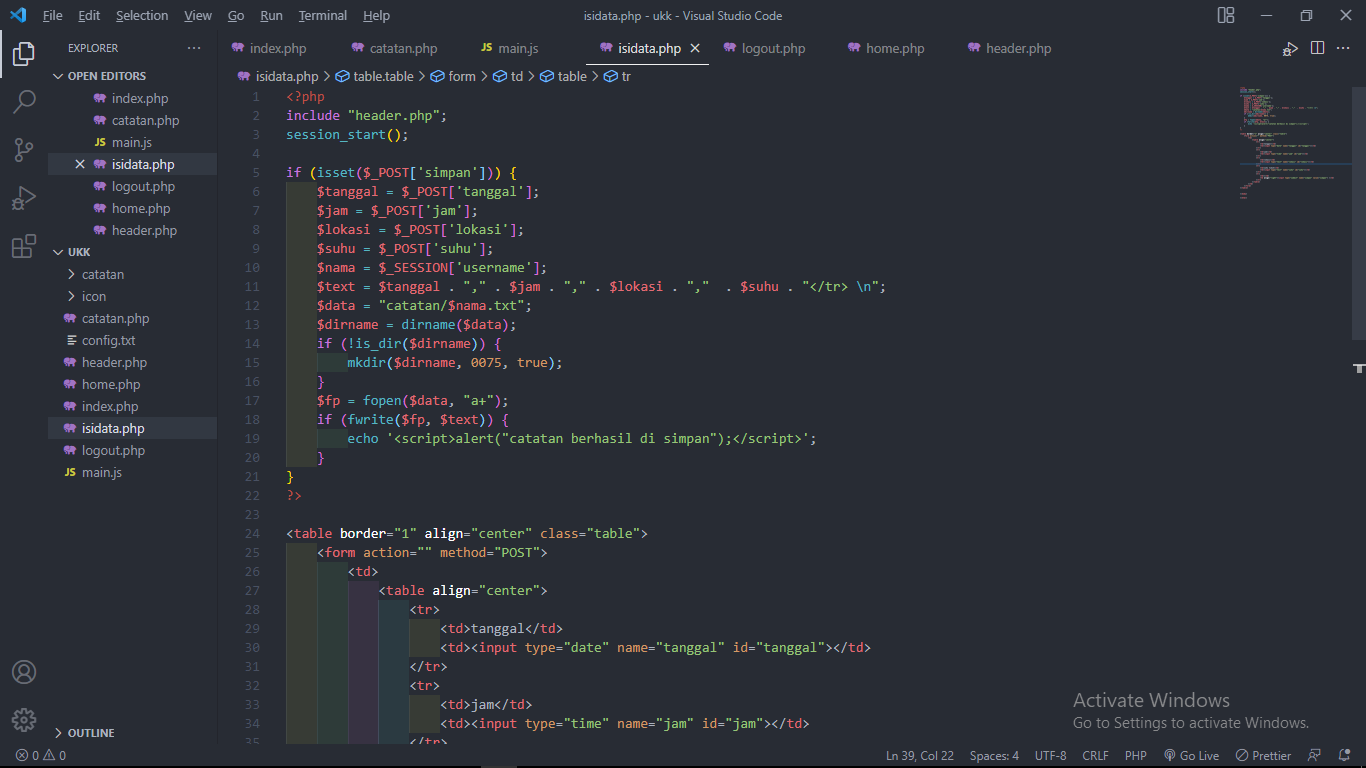 File Edit Selection View Go Run Terminal Help isidata.php - ukk - Visual Studio Code
EXPLORER
index.php catatan.php JS main.js isidata.php logout.php home.php header.php
OPEN EDITORS
index.php
catatan.php
JS main.js
isidata.php
logout.php
home.php
header.php
UKK
catatan
icon
catatan.php
config.txt
header.php
home.php
index.php
isidata.php
logout.php
JS main.js
OUTLINE
isidata.php > table.table > form > td > table > tr
1 <?php
2 include "header.php";
3 session_start();
4
5 if (isset($_POST['simpan'])) {
6 $tanggal = $_POST['tanggal'];
7 $jam = $_POST['jam'];
8 $lokasi = $_POST['lokasi'];
9 $suhu = $_POST['suhu'];
10 $nama = $_SESSION['username'];
11 $text = $tanggal . "," . $jam . "," . $lokasi . ","  . $suhu . "</tr> \n";
12 $data = "catatan/$nama.txt";
13 $dirname = dirname($data);
14 if (!is_dir($dirname)) {
15 mkdir($dirname, 0075, true);
16 }
17 $fp = fopen($data, "a+");
18 if (fwrite($fp, $text)) {
19 echo '<script>alert("catatan berhasil di simpan");</script>';
20 }
21 }
22 ?>
23
24 <table border="1" align="center" class="table">
25 <form action="" method="POST">
26 <td>
27 <table align="center">
28 <tr>
29 <td>tanggal</td>
30 <td><input type="date" name="tanggal" id="tanggal"></td>
31 </tr>
32 <tr>
33 <td>jam</td>
34 <td><input type="time" name="jam" id="jam"></td>
35 </tr>
Activate Windows
Go to Settings to activate Windows.
0 0 Ln 39, Col 22 Spaces: 4 UTF-8 CRLF PHP Go Live Prettier